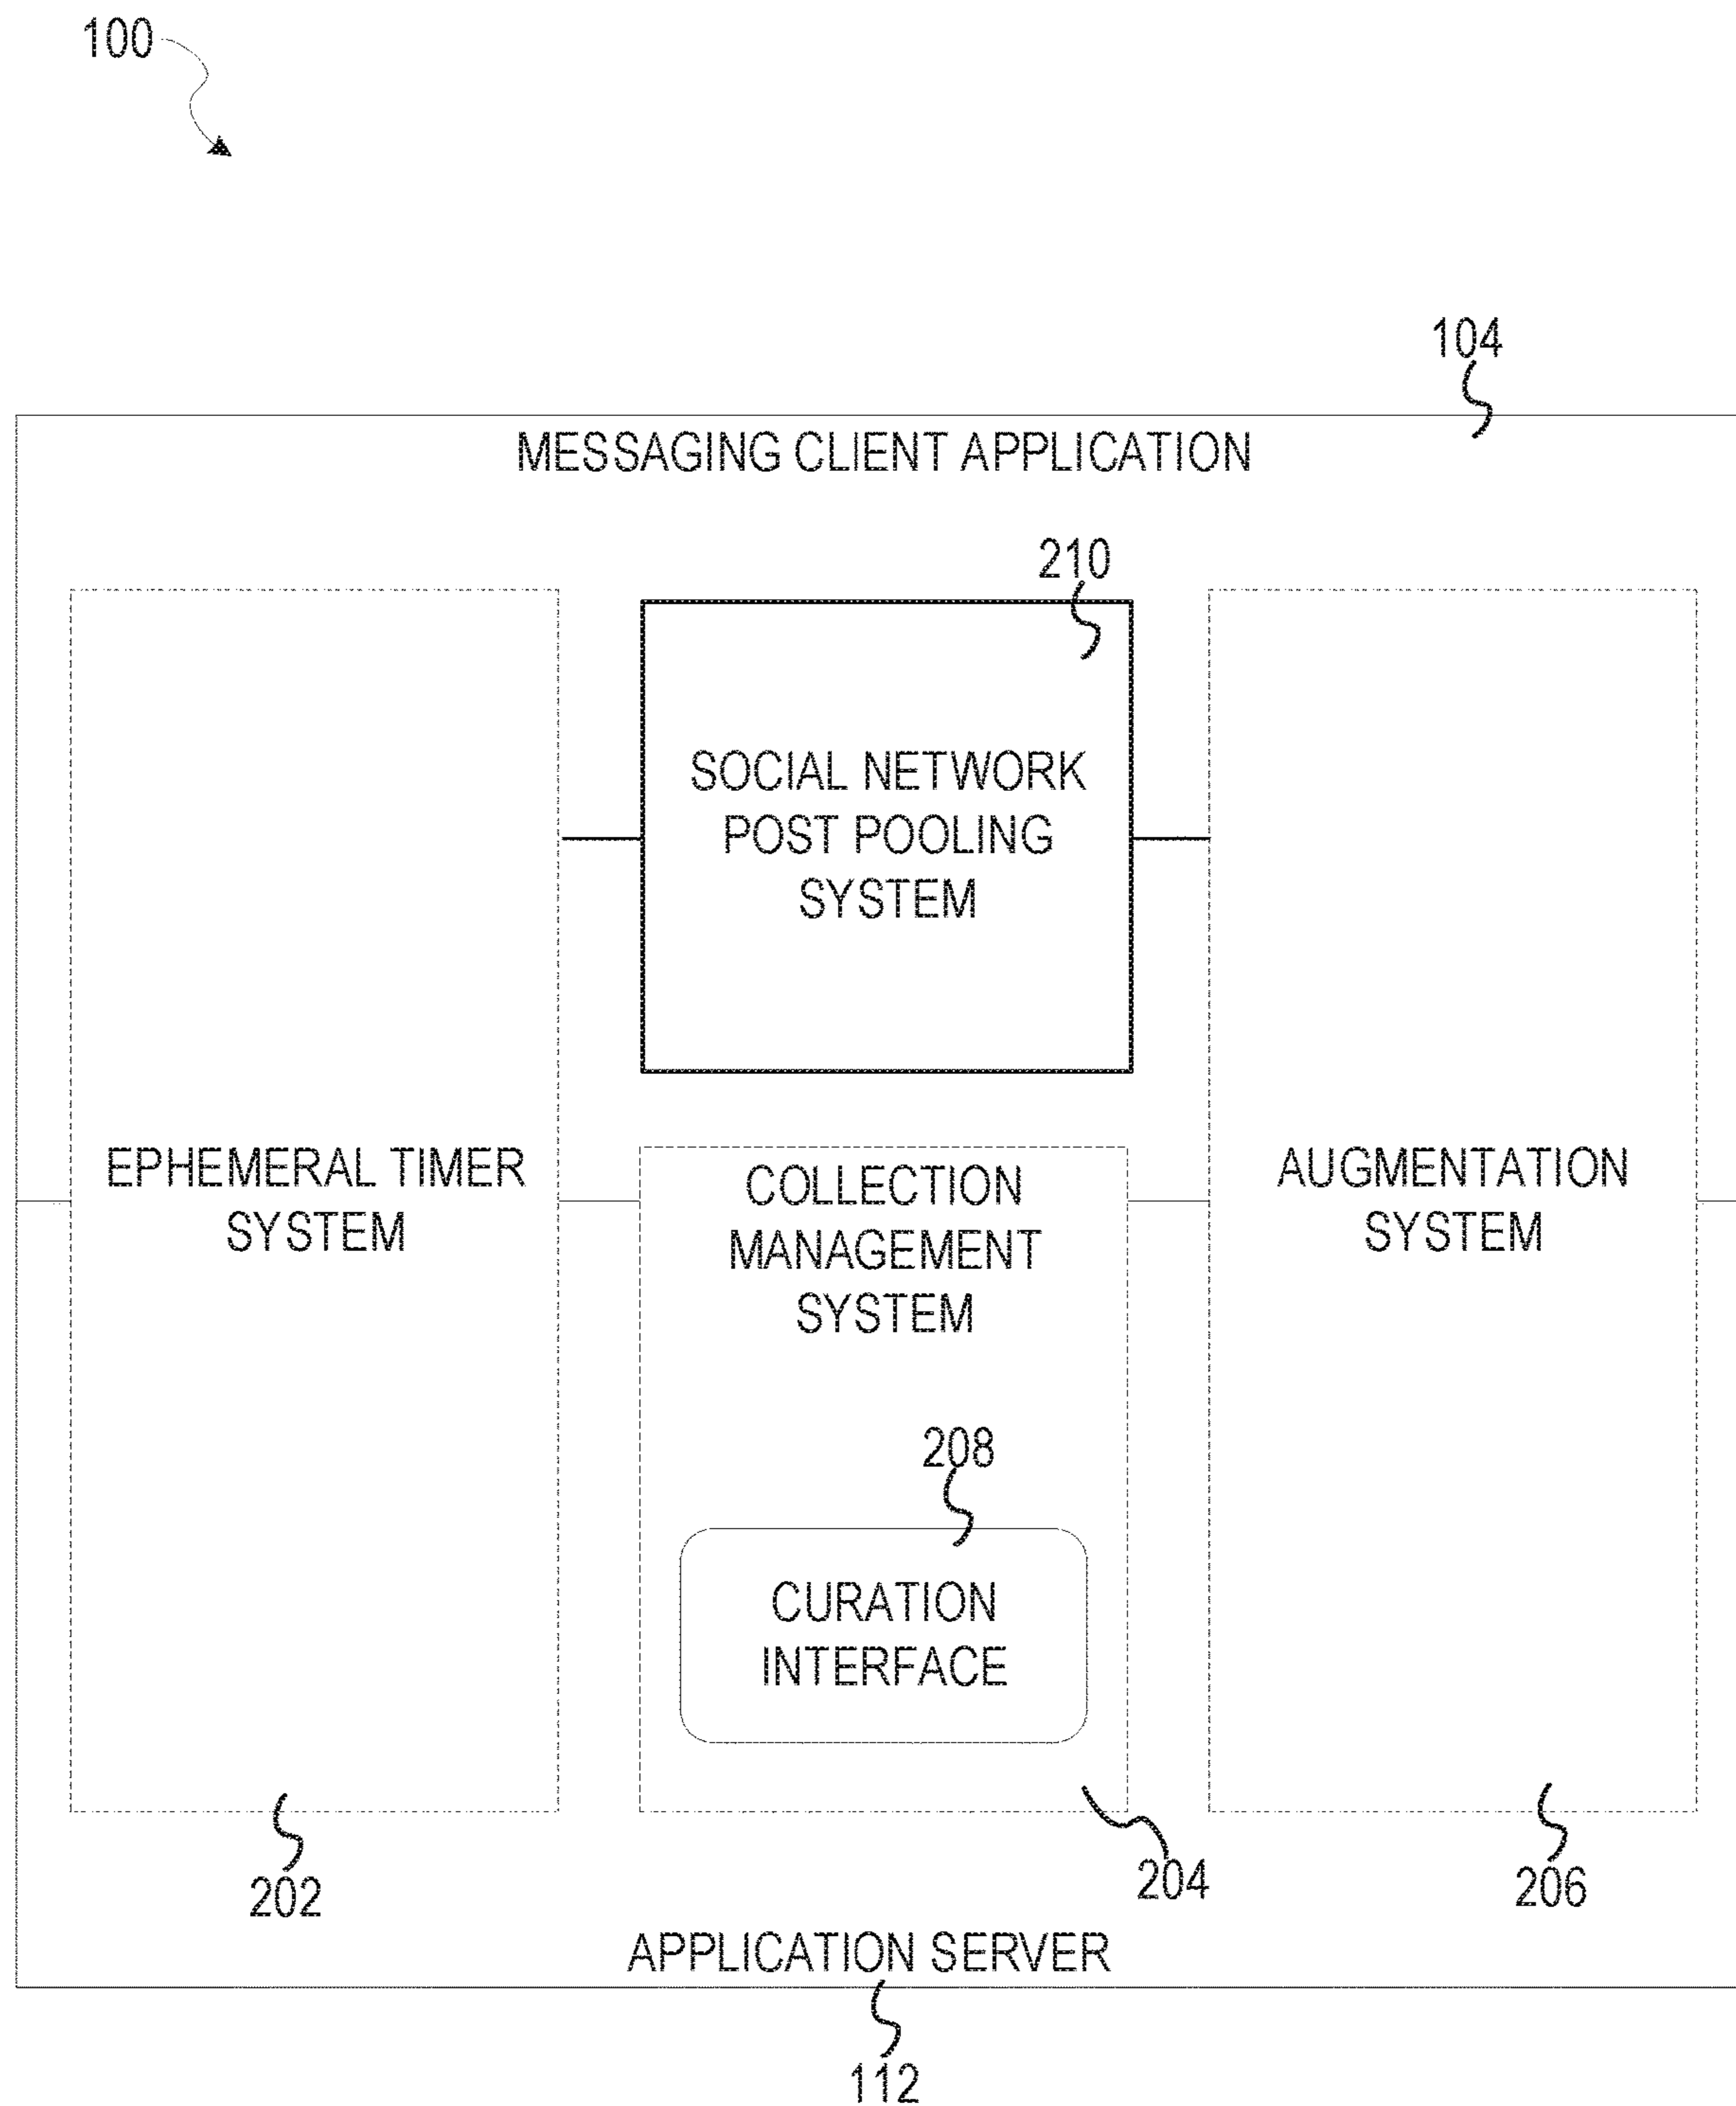 100
104
MESSAGING CLIENT APPLICATION
210
SOCIAL NETWORK
POST POOLING
SYSTEM
EPHEMERAL TIMER
SYSTEM
COLLECTION
MANAGEMENT
SYSTEM
AUGMENTATION
SYSTEM
208
CURATION
INTERFACE
202
204
206
APPLICATION SERVER
112